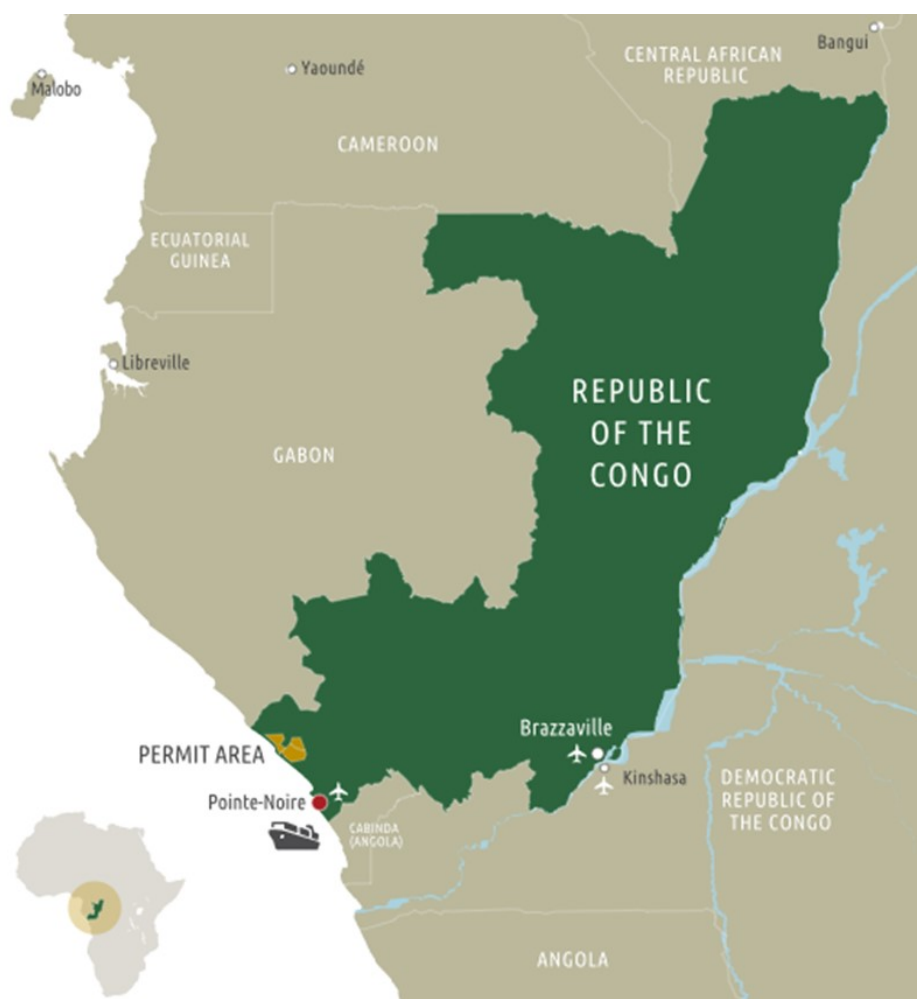 Bangui
CENTRAL AFRICAN
REPUBLIC
Yaoundé
Malobo
CAMEROON
ECUATORIAL
GUINEA
Libreville
REPUBLIC
OF THE
CONGO
GABON
Brazzaville
PERMIT AREA
Kinshasa
DEMOCRATIC
REPUBLIC OF
THE CONGO
Pointe-Noire
CABINDA
(ANGOLA)
ANGOLA